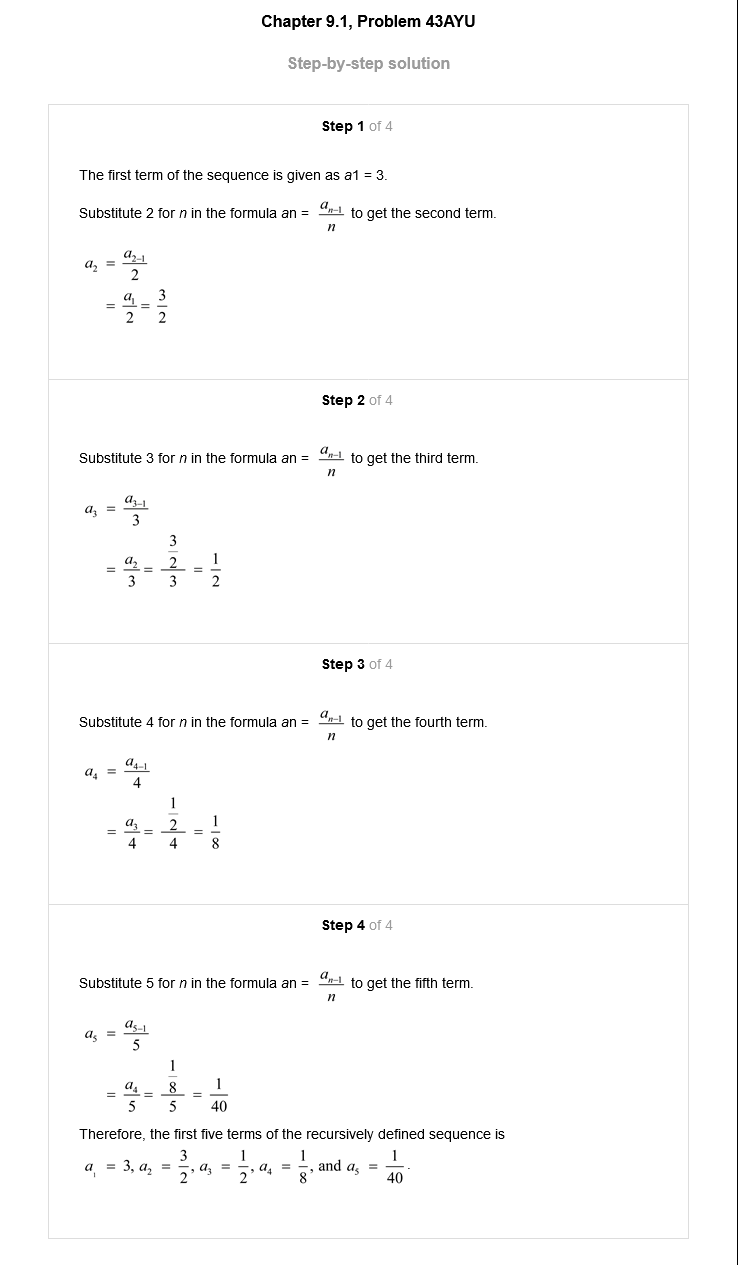 Chapter 9.1, Problem 43AYU
Step-by-step solution
Step 1 of 4
The first term of the sequence is given as a1 = 3.
Substitute 2 for n in the formula an = \frac{a_{n-1}}{n} to get the second term.
a_2 = \frac{a_{2-1}}{2}
= \frac{a_1}{2} = \frac{3}{2}
Step 2 of 4
Substitute 3 for n in the formula an = \frac{a_{n-1}}{n} to get the third term.
a_3 = \frac{a_{3-1}}{3}
= \frac{a_2}{3} = \frac{\frac{3}{2}}{3} = \frac{1}{2}
Step 3 of 4
Substitute 4 for n in the formula an = \frac{a_{n-1}}{n} to get the fourth term.
a_4 = \frac{a_{4-1}}{4}
= \frac{a_3}{4} = \frac{\frac{1}{2}}{4} = \frac{1}{8}
Step 4 of 4
Substitute 5 for n in the formula an = \frac{a_{n-1}}{n} to get the fifth term.
a_5 = \frac{a_{5-1}}{5}
= \frac{a_4}{5} = \frac{\frac{1}{8}}{5} = \frac{1}{40}
Therefore, the first five terms of the recursively defined sequence is
a_1 = 3, a_2 = \frac{3}{2}, a_3 = \frac{1}{2}, a_4 = \frac{1}{8}, and a_5 = \frac{1}{40}.